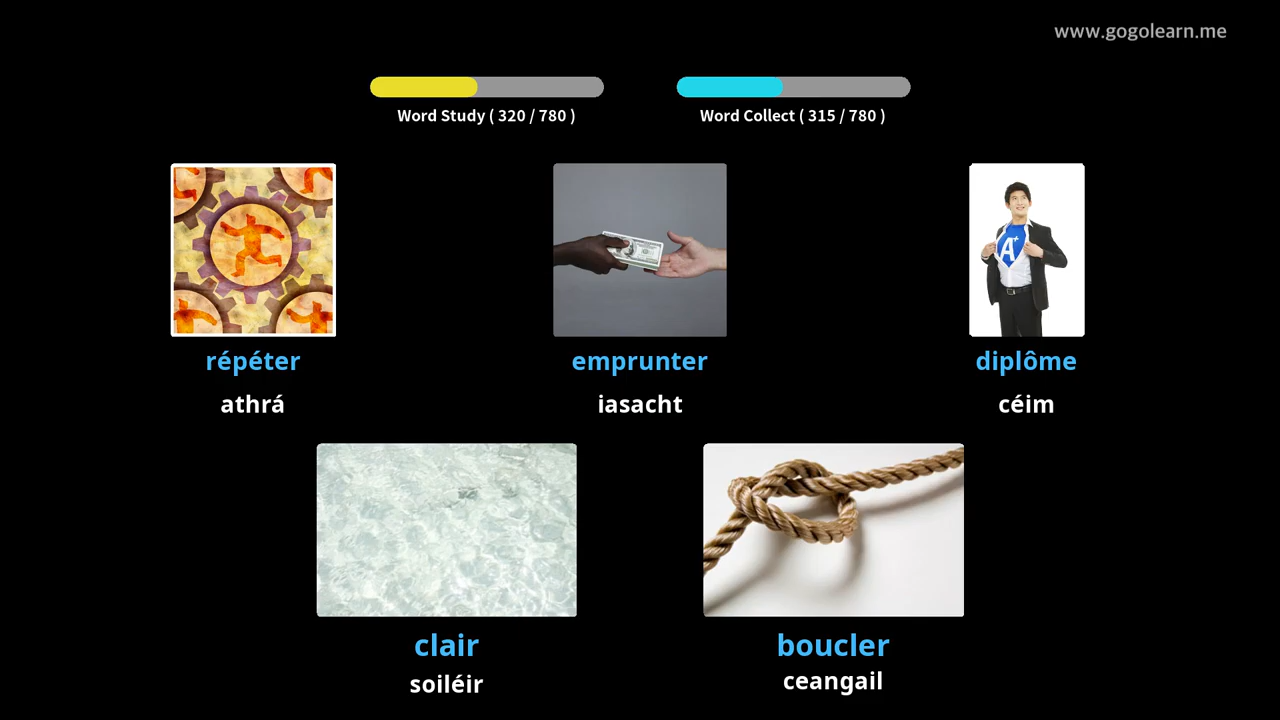 www.gogolearn.me
Word Study ( 320 / 780 )
Word Collect ( 315 / 780 )
A+
répéter
emprunter
diplôme
athrá
iasacht
céim
clair
boucler
soiléir
ceangail